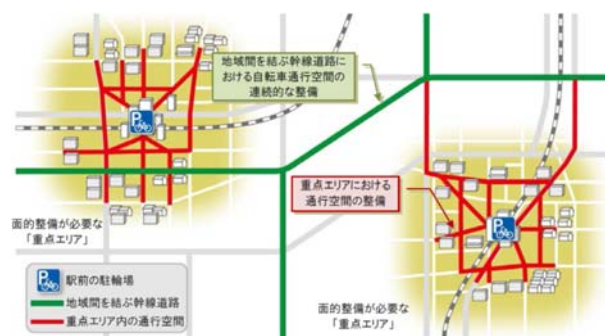 地域間を結ぶ幹線道路に
おける自転車通行空間の
連続的な整備
P
重点エリアにおける
通行空間の整備
面的整備が必要な
「重点エリア」
P
P
駅前の駐輪場
地域間を結ぶ幹線道路
重点エリア内の通行空間
面的整備が必要な
「重点エリア」